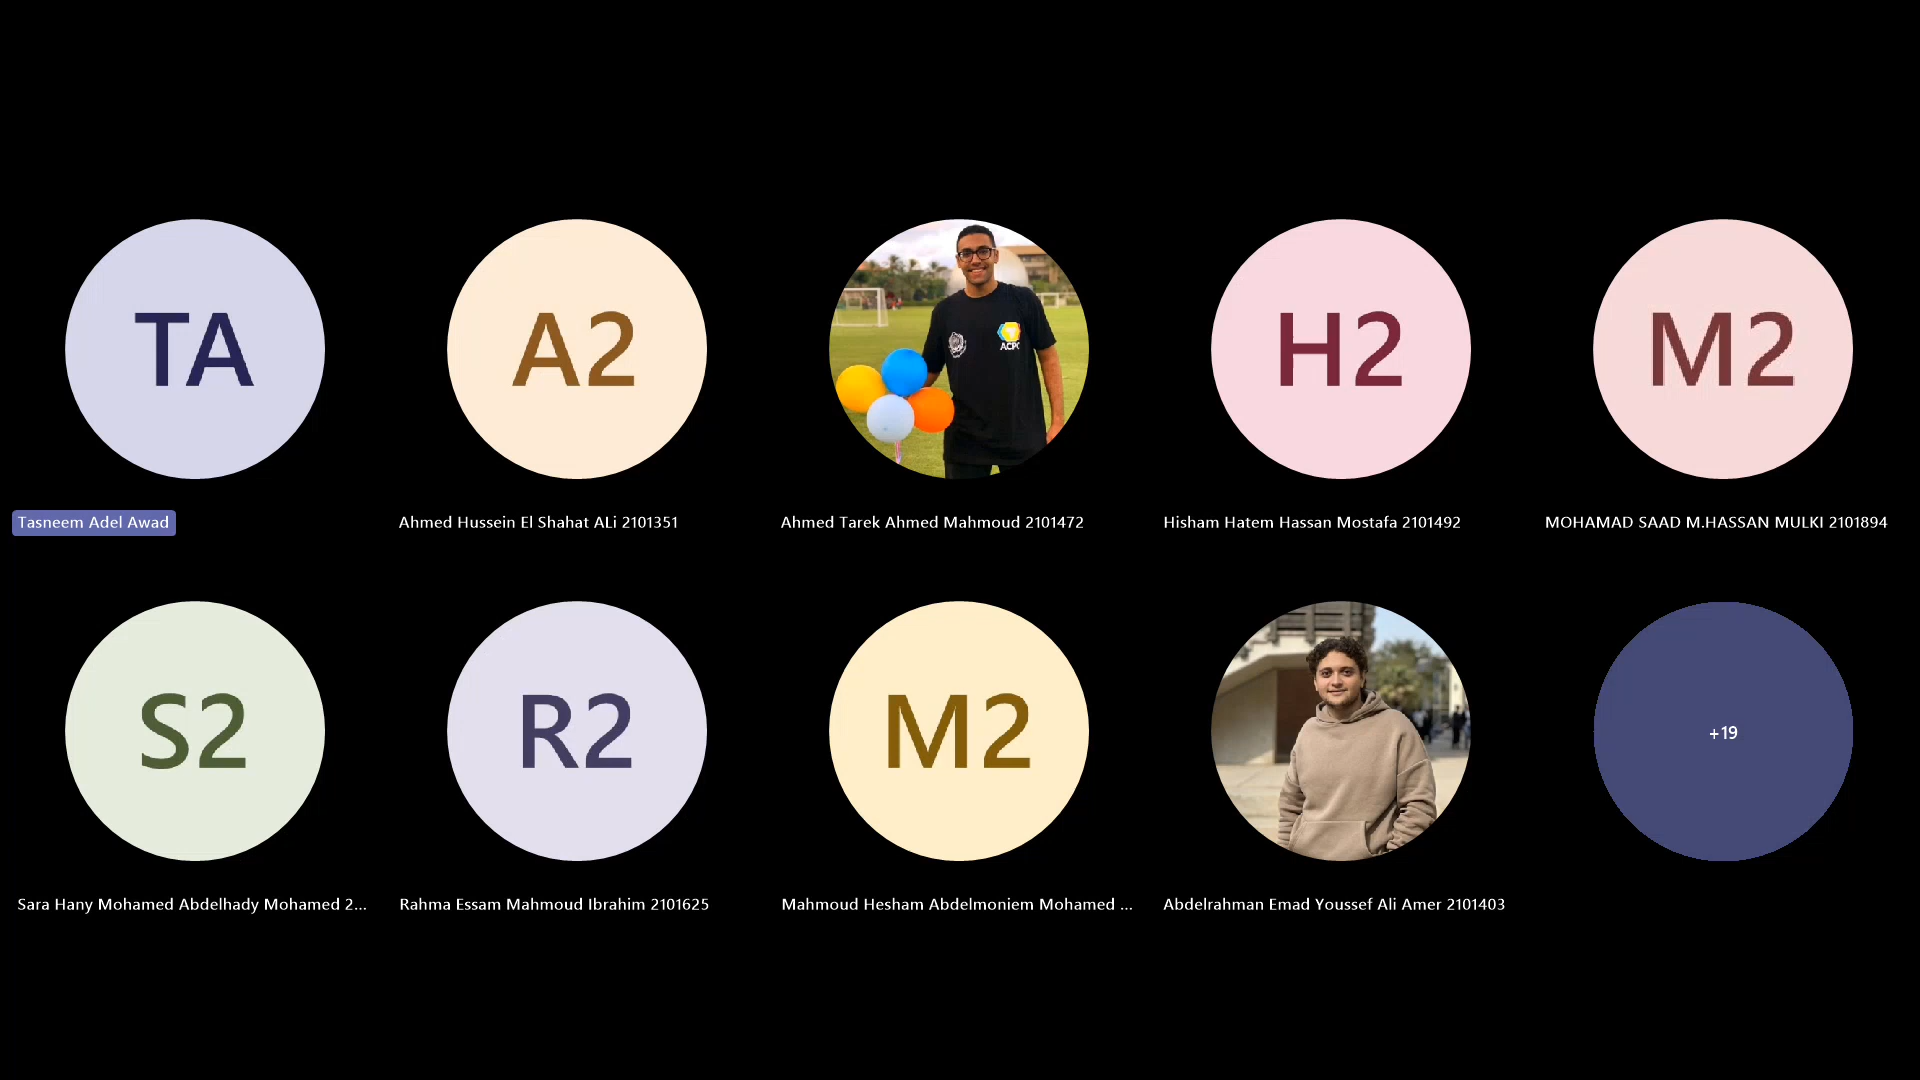 TA
A2
ACPC
H2
M2
Tasneem Adel Awad
Ahmed Hussein El Shahat ALi 2101351
Ahmed Tarek Ahmed Mahmoud 2101472
Hisham Hatem Hassan Mostafa 2101492
MOHAMAD SAAD M.HASSAN MULKI 2101894
S2
R2
M2
+19
Sara Hany Mohamed Abdelhady Mohamed 2...
Rahma Essam Mahmoud Ibrahim 2101625
Mahmoud Hesham Abdelmoniem Mohamed ...
Abdelrahman Emad Youssef Ali Amer 2101403